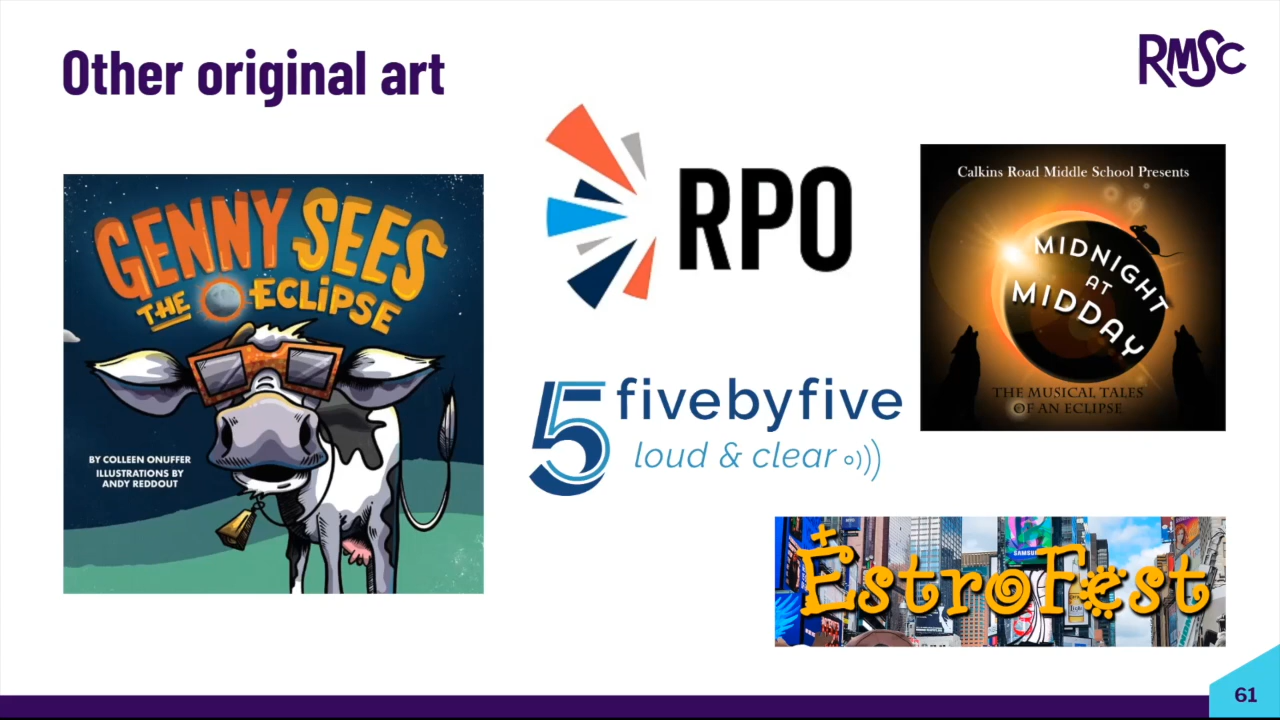 Other original art
RMSC
GENNY SEES
THE ECLIPSE
BY COLLEEN ONUFFER
ILLUSTRATIONS BY
ANDY REDDOUT
RPO
5 fivebyfive
loud & clear
Calkins Road Middle School Presents
MIDNIGHT
AT
MIDDAY
THE MUSICAL TALES
OF AN ECLIPSE
EstroFest
SAMSUNG
61